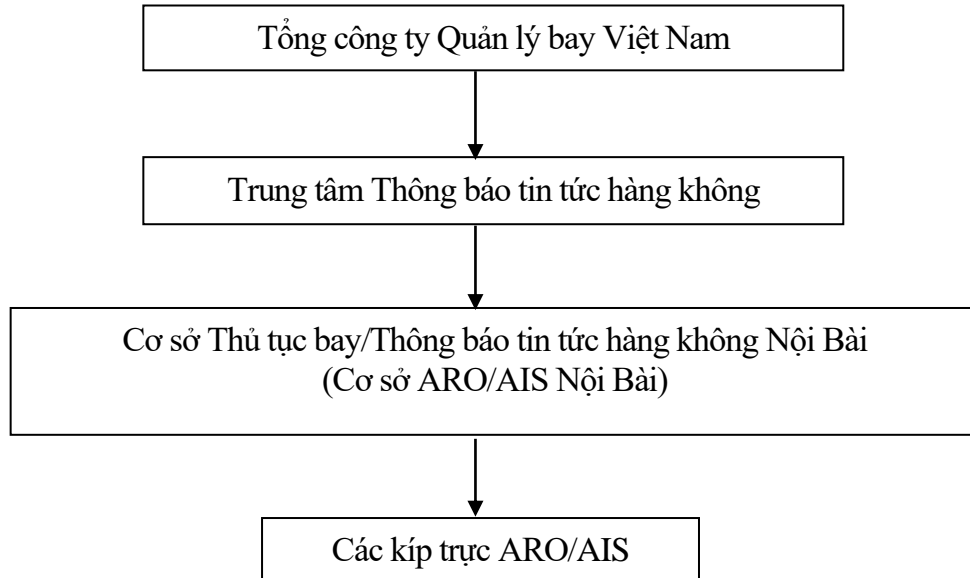 Tổng công ty Quản lý bay Việt Nam
Trung tâm Thông báo tin tức hàng không
Cơ sở Thủ tục bay/Thông báo tin tức hàng không Nội Bài
(Cơ sở ARO/AIS Nội Bài)
Các kíp trực ARO/AIS